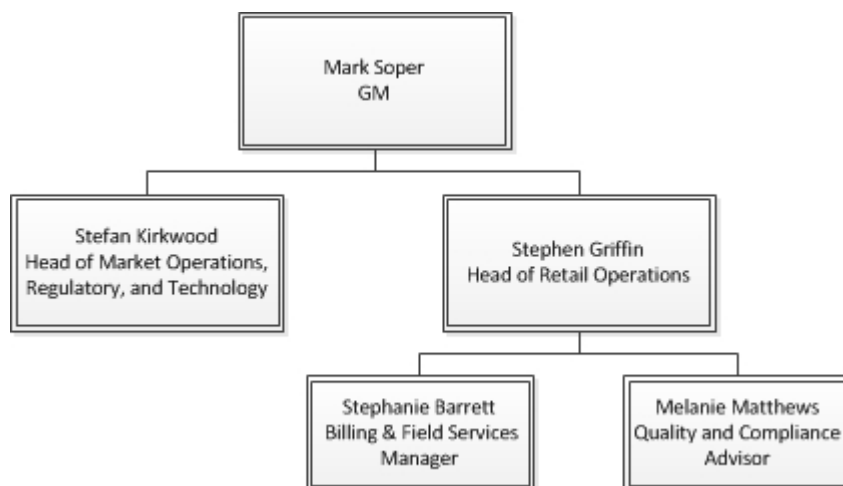 Mark Soper
GM
Stefan Kirkwood
Head of Market Operations,
Regulatory, and Technology
Stephen Griffin
Head of Retail Operations
Stephanie Barrett
Billing & Field Services
Manager
Melanie Matthews
Quality and Compliance
Advisor